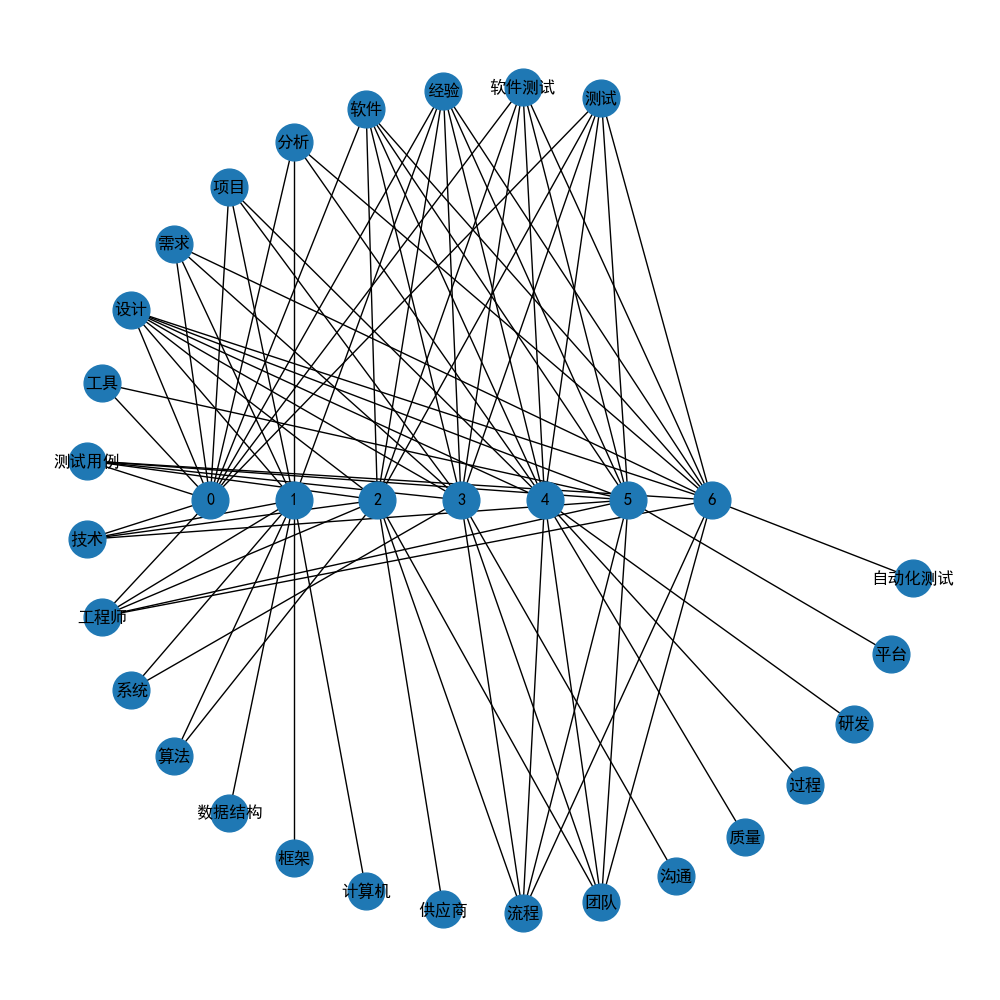 软件测试
测试
经验
软件
分析
项目
需求
设计
工具
测试用例
0
1
2
3
4
5
6
技术
自动化测试
工程师
平台
系统
研发
算法
过程
数据结构
质量
框架
沟通
计算机
团队
供应商
流程